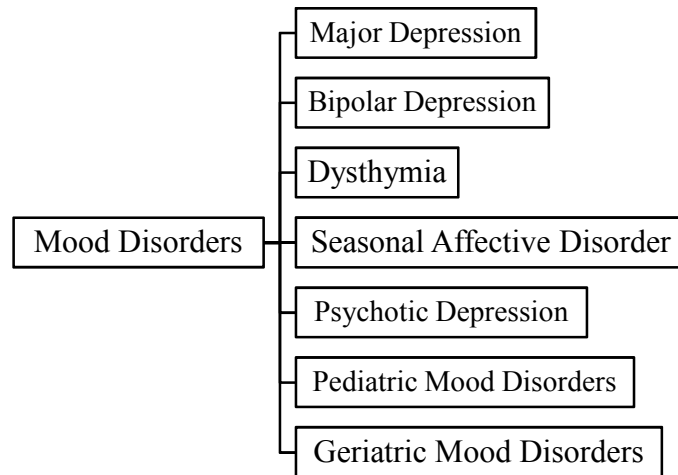 Major Depression
Bipolar Depression
Dysthymia
Mood Disorders
Seasonal Affective Disorder
Psychotic Depression
Pediatric Mood Disorders
Geriatric Mood Disorders